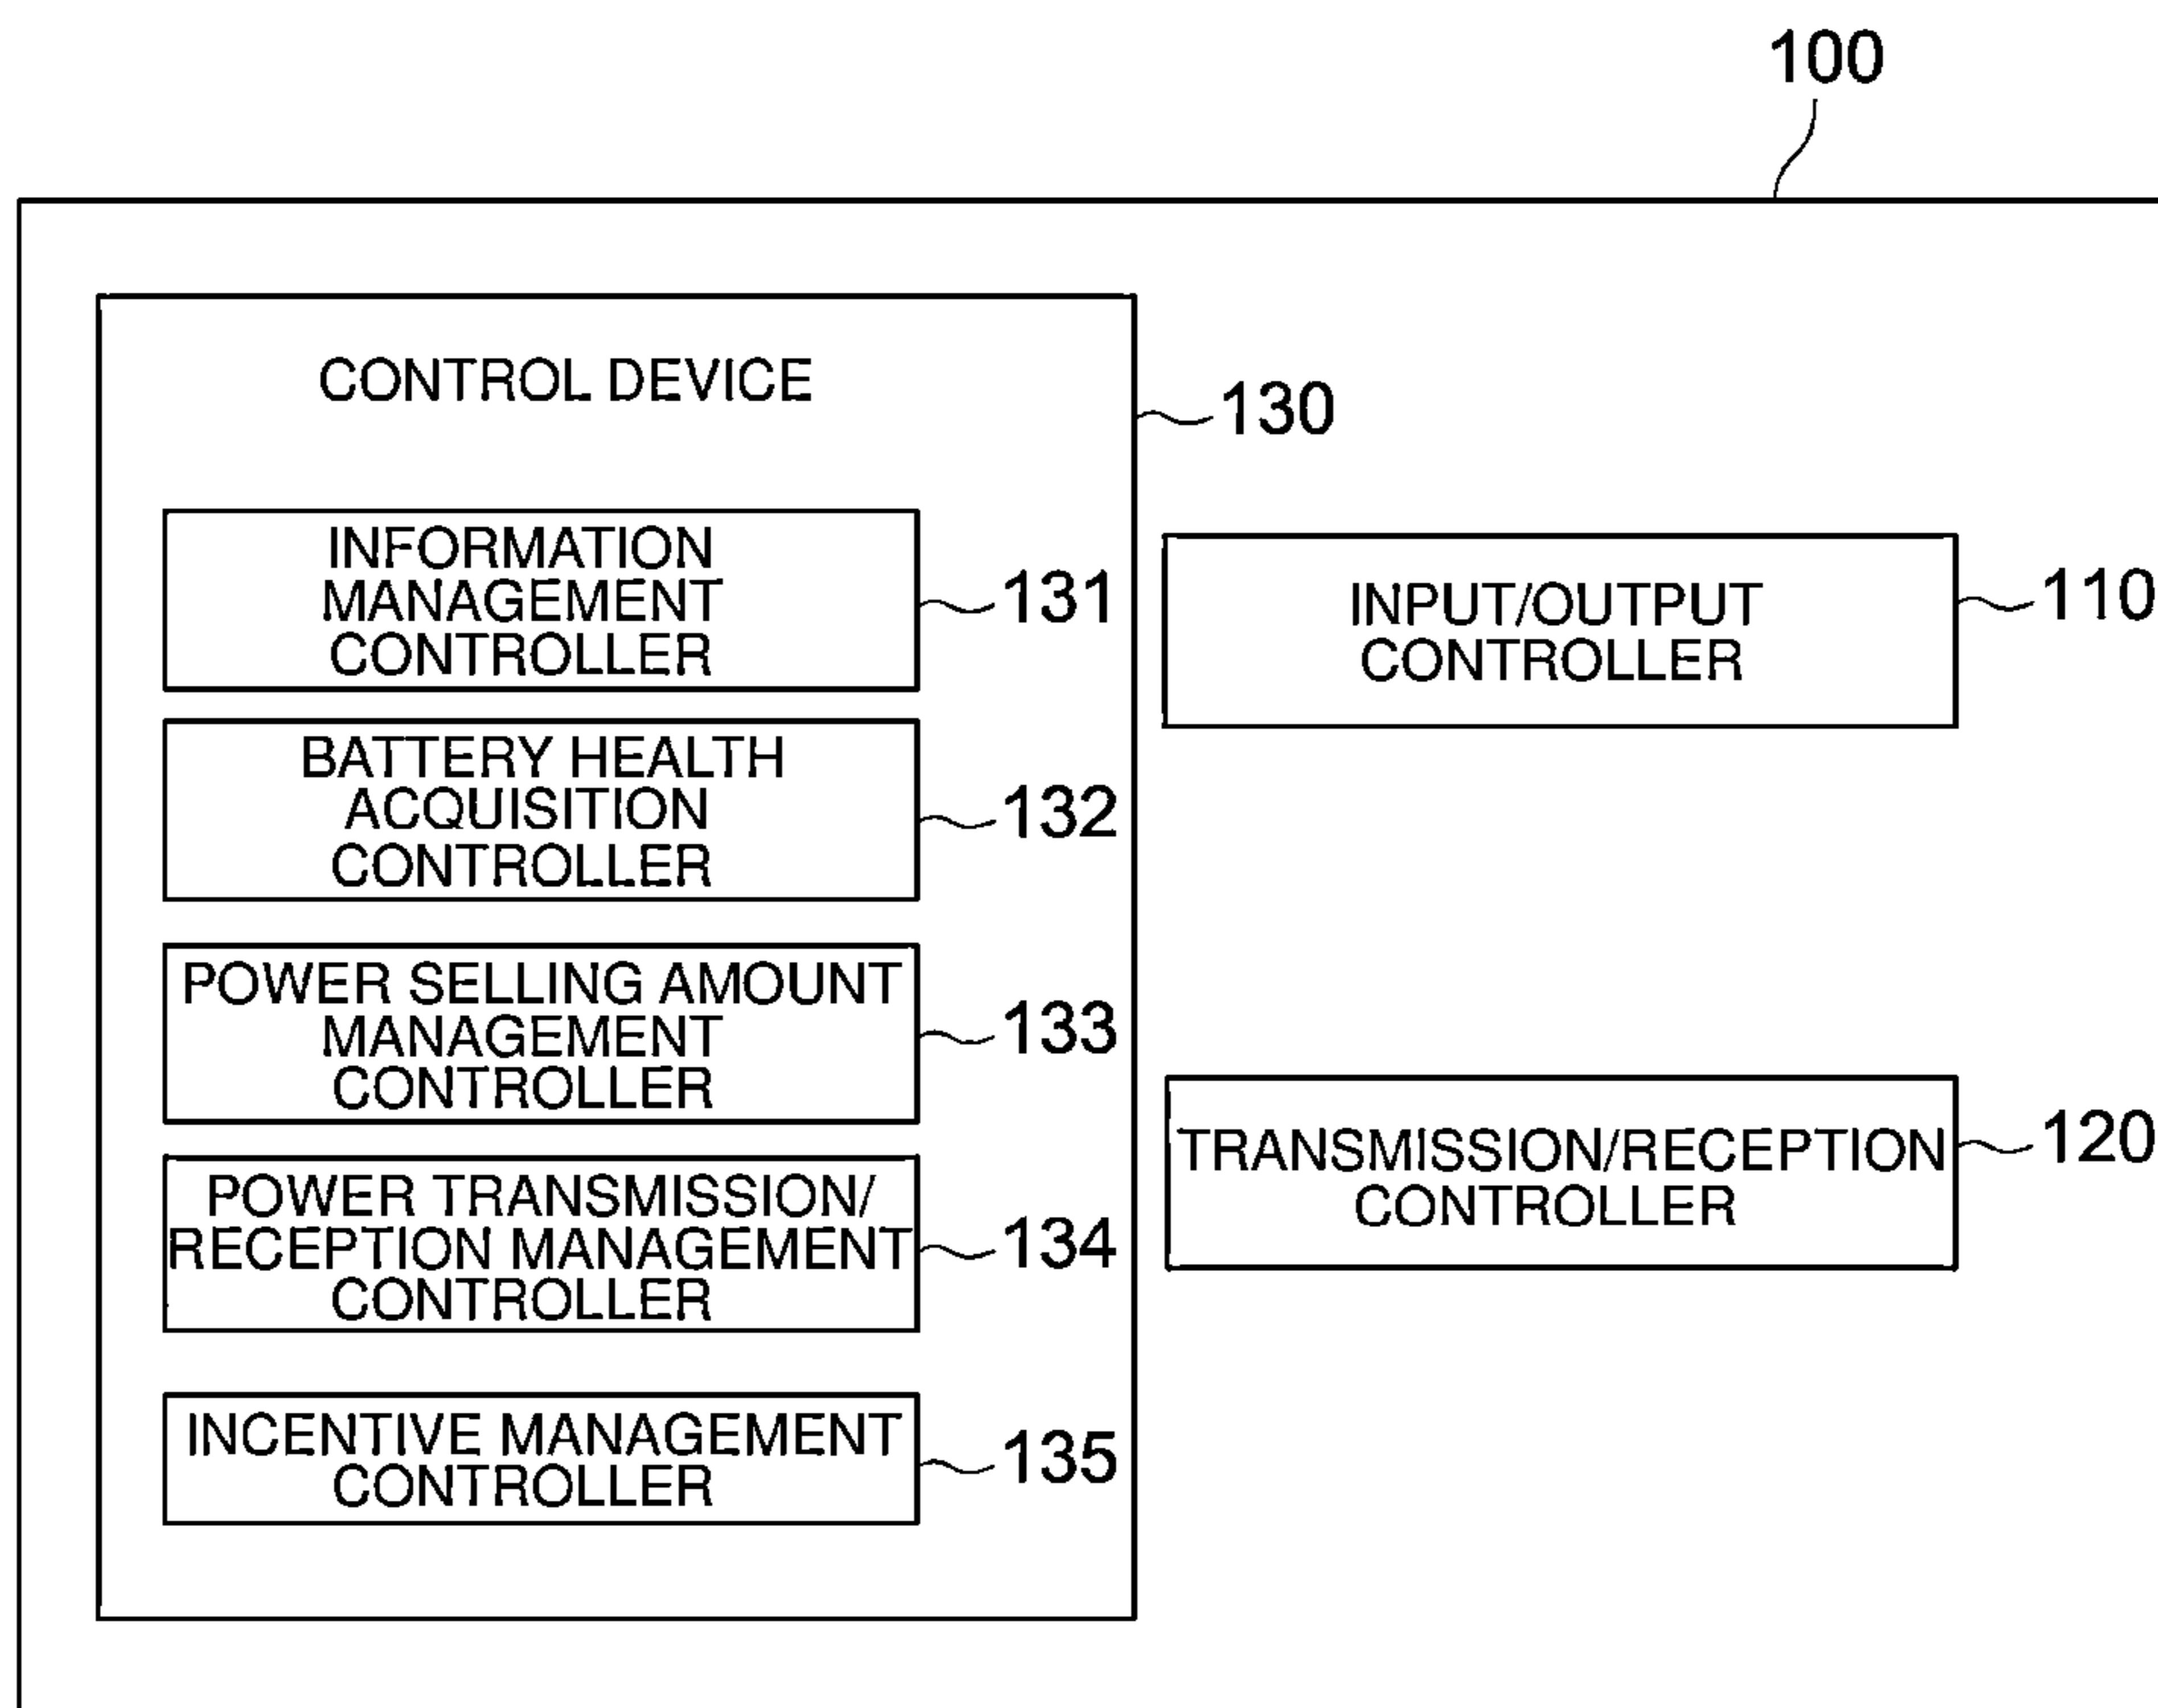 100
CONTROL DEVICE
130
INFORMATION
MANAGEMENT
CONTROLLER
131
BATTERY HEALTH
ACQUISITION
CONTROLLER
132
POWER SELLING AMOUNT
MANAGEMENT
CONTROLLER
133
POWER TRANSMISSION/
RECEPTION MANAGEMENT
CONTROLLER
134
INCENTIVE MANAGEMENT
CONTROLLER
135
INPUT/OUTPUT
CONTROLLER
110
TRANSMISSION/RECEPTION
CONTROLLER
120